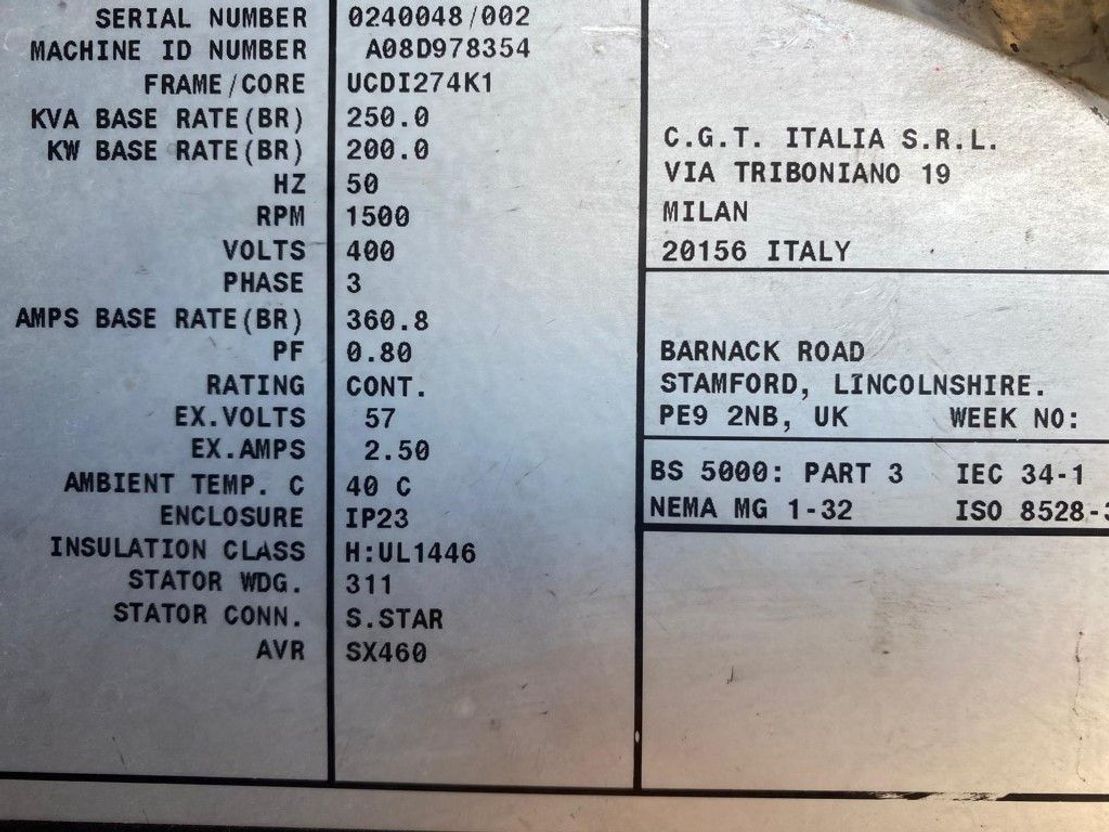 SERIAL NUMBER 0240048/002
MACHINE ID NUMBER A08D978354
FRAME/CORE UCDI274K1
KVA BASE RATE(BR) 250.0
KW BASE RATE(BR) 200.0
HZ 50
RPM 1500
VOLTS 400
PHASE 3
AMPS BASE RATE(BR) 360.8
PF 0.80
RATING CONT.
EX.VOLTS 57
EX.AMPS 2.50
AMBIENT TEMP. C 40 C
ENCLOSURE IP23
INSULATION CLASS H:UL1446
STATOR WDG. 311
STATOR CONN. S.STAR
AVR SX460
C.G.T. ITALIA S.R.L.
VIA TRIBONIANO 19
MILAN
20156 ITALY
BARNACK ROAD
STAMFORD, LINCOLNSHIRE.
PE9 2NB, UK WEEK NO:
BS 5000: PART 3 IEC 34-1
NEMA MG 1-32 ISO 8528-